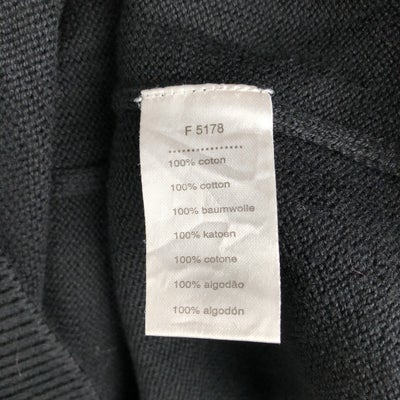 F 5178
100% coton
100% cotton
100% baumwolle
100% katoen
100% cotone
100% algodão
100% algodón